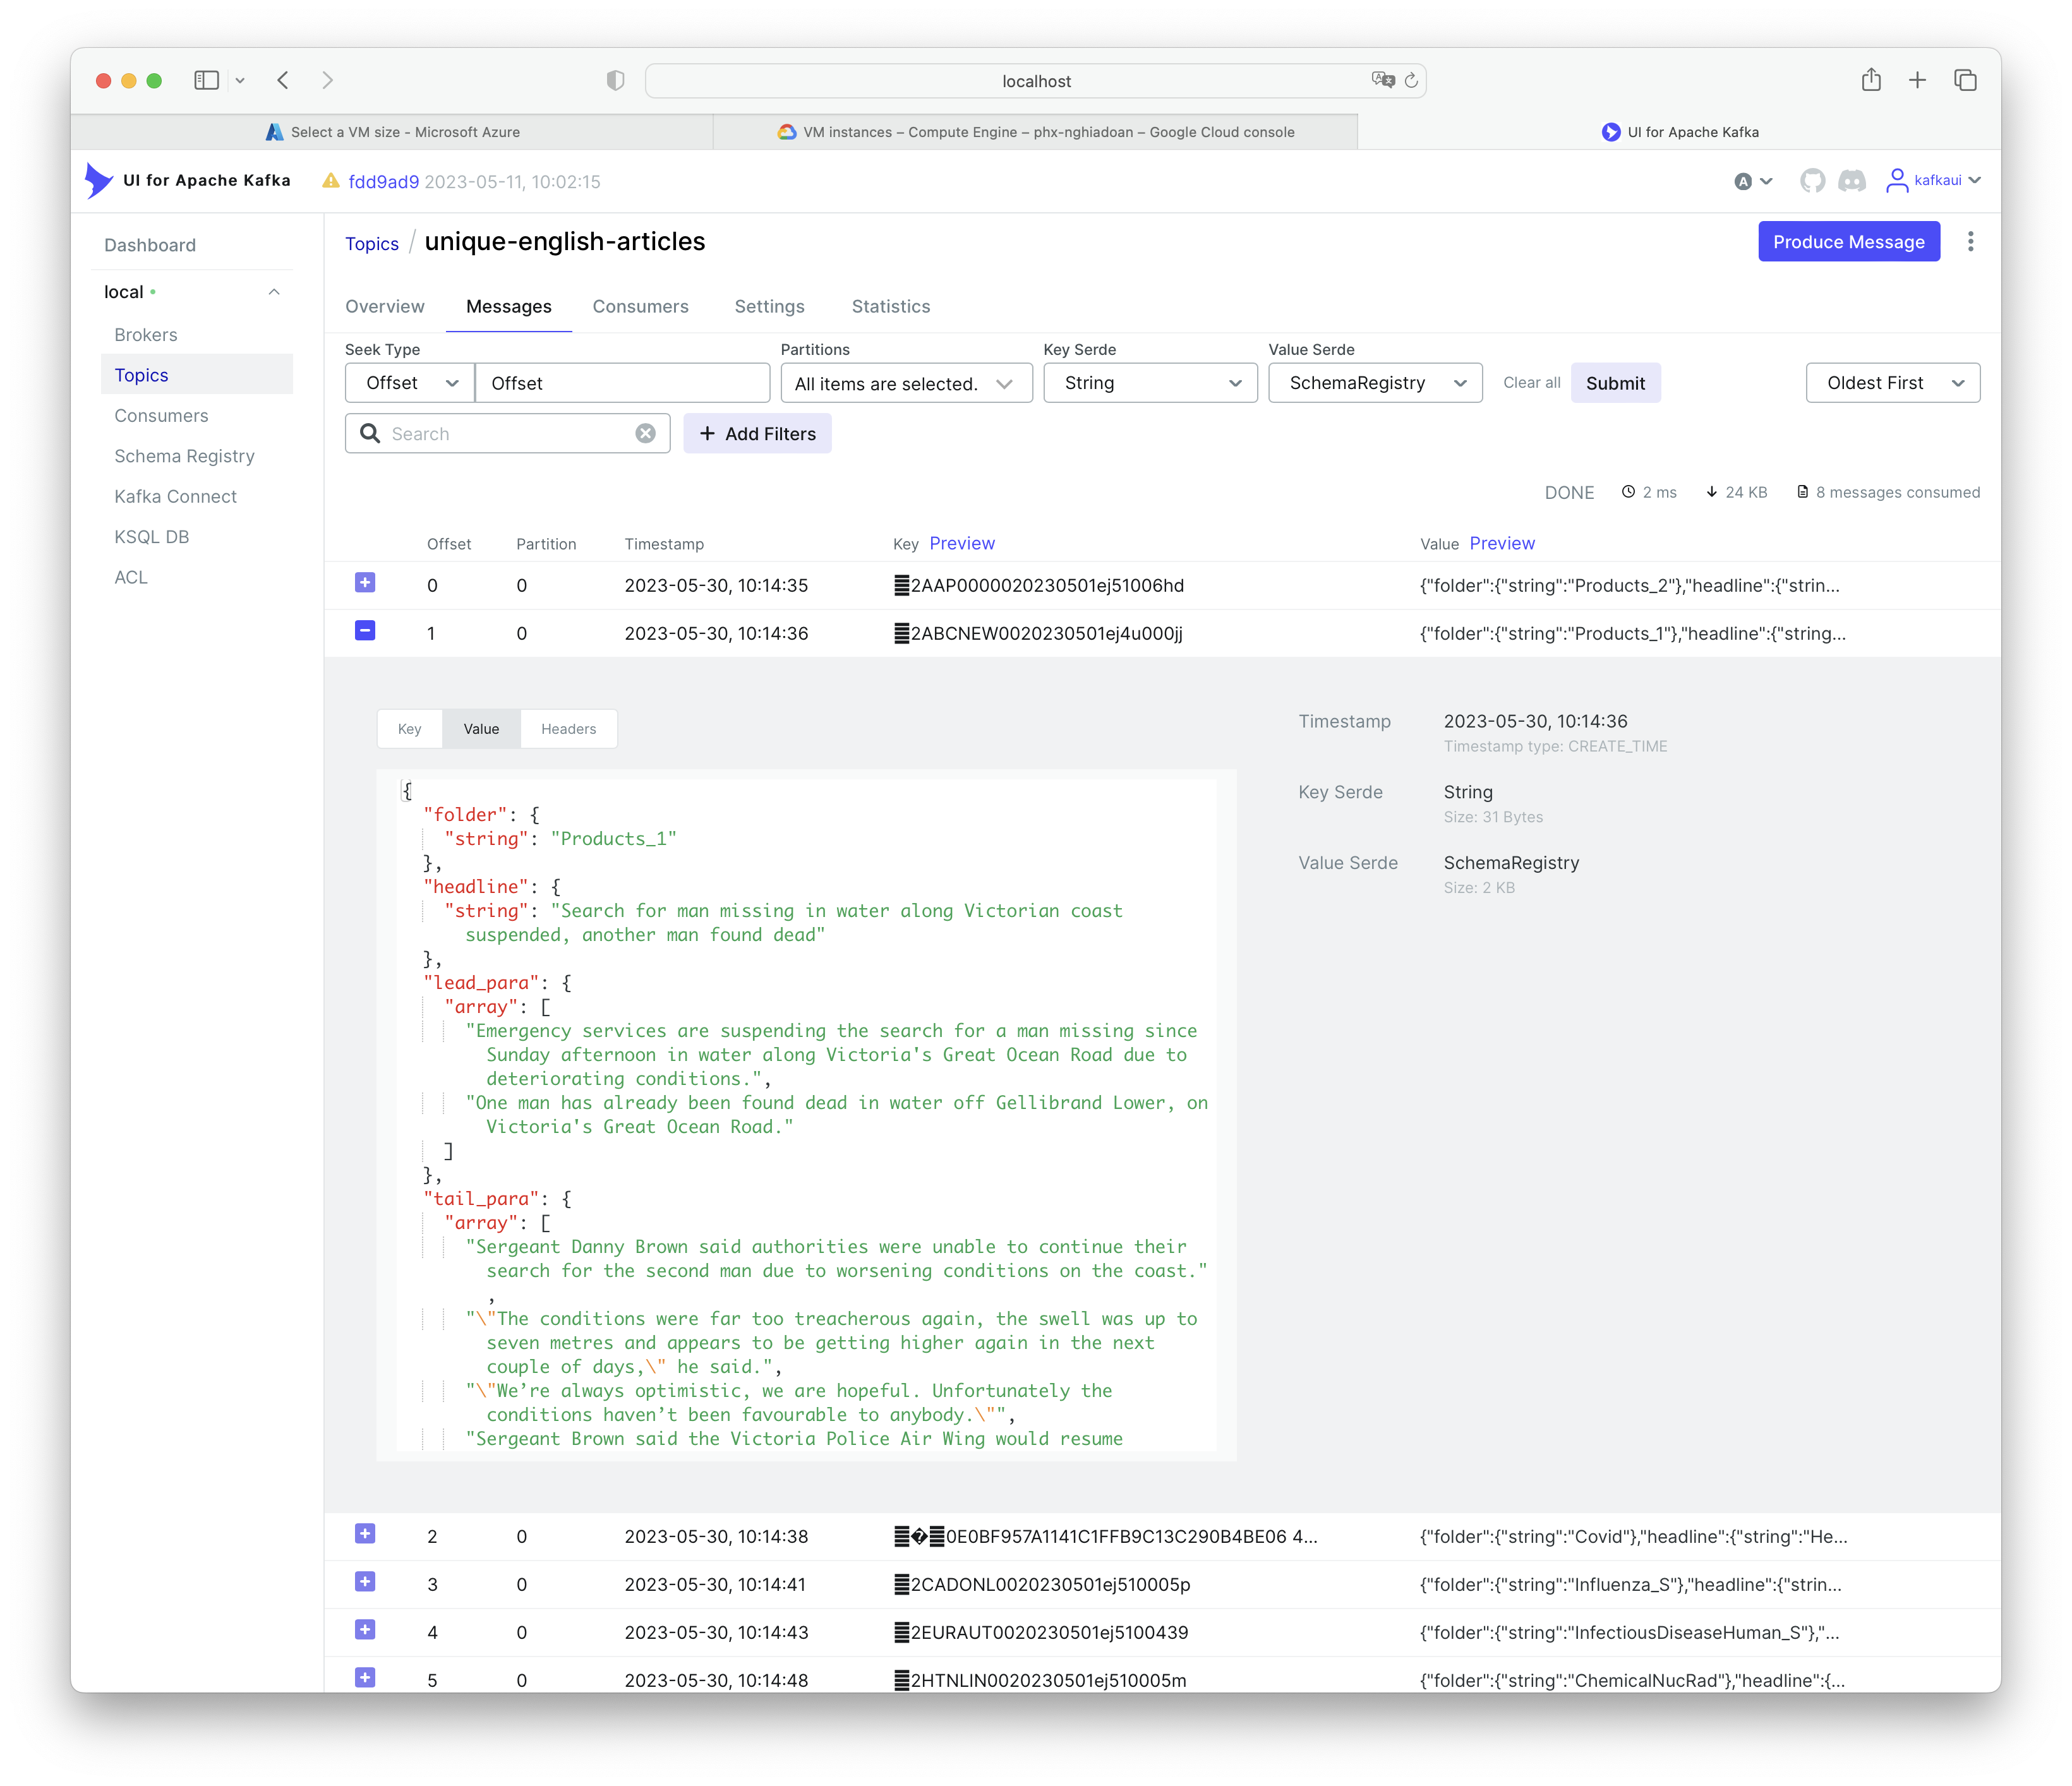 localhost
Select a VM size - Microsoft Azure
VM instances – Compute Engine – phx-nghiadoan – Google Cloud console
UI for Apache Kafka
UI for Apache Kafka
fdd9ad9 2023-05-11, 10:02:15
A
kafkaui
Dashboard
local
Brokers
Topics
Consumers
Schema Registry
Kafka Connect
KSQL DB
ACL
Topics / unique-english-articles
Produce Message
Overview Messages Consumers Settings Statistics
Seek Type Partitions Key Serde Value Serde
Offset Offset All items are selected. String SchemaRegistry Clear all Submit Oldest First
Search + Add Filters
DONE 2 ms 24 KB 8 messages consumed
Offset Partition Timestamp Key Preview Value Preview
0 0 2023-05-30, 10:14:35 2AAP0000020230501ej51006hd {"folder":{"string":"Products_2"},"headline":{"strin...
1 0 2023-05-30, 10:14:36 2ABCNEW0020230501ej4u000jj {"folder":{"string":"Products_1"},"headline":{"string...
Key Value Headers
Timestamp 2023-05-30, 10:14:36
Timestamp type: CREATE_TIME
Key Serde String
Size: 31 Bytes
Value Serde SchemaRegistry
Size: 2 KB
{
"folder": {
"string": "Products_1"
},
"headline": {
"string": "Search for man missing in water along Victorian coast
suspended, another man found dead"
},
"lead_para": {
"array": [
"Emergency services are suspending the search for a man missing since
Sunday afternoon in water along Victoria's Great Ocean Road due to
deteriorating conditions.",
"One man has already been found dead in water off Gellibrand Lower, on
Victoria's Great Ocean Road."
]
},
"tail_para": {
"array": [
"Sergeant Danny Brown said authorities were unable to continue their
search for the second man due to worsening conditions on the coast."
,
"\"The conditions were far too treacherous again, the swell was up to
seven metres and appears to be getting higher again in the next
couple of days,\" he said.",
"\"We’re always optimistic, we are hopeful. Unfortunately the
conditions haven’t been favourable to anybody.\"",
"Sergeant Brown said the Victoria Police Air Wing would resume
2 0 2023-05-30, 10:14:38 �0E0BF957A1141C1FFB9C13C290B4BE06 4... {"folder":{"string":"Covid"},"headline":{"string":"He...
3 0 2023-05-30, 10:14:41 2CADONL0020230501ej510005p {"folder":{"string":"Influenza_S"},"headline":{"strin...
4 0 2023-05-30, 10:14:43 2EURAUT0020230501ej5100439 {"folder":{"string":"InfectiousDiseaseHuman_S"},"...
5 0 2023-05-30, 10:14:48 2HTNLIN0020230501ej510005m {"folder":{"string":"ChemicalNucRad"},"headline":{...